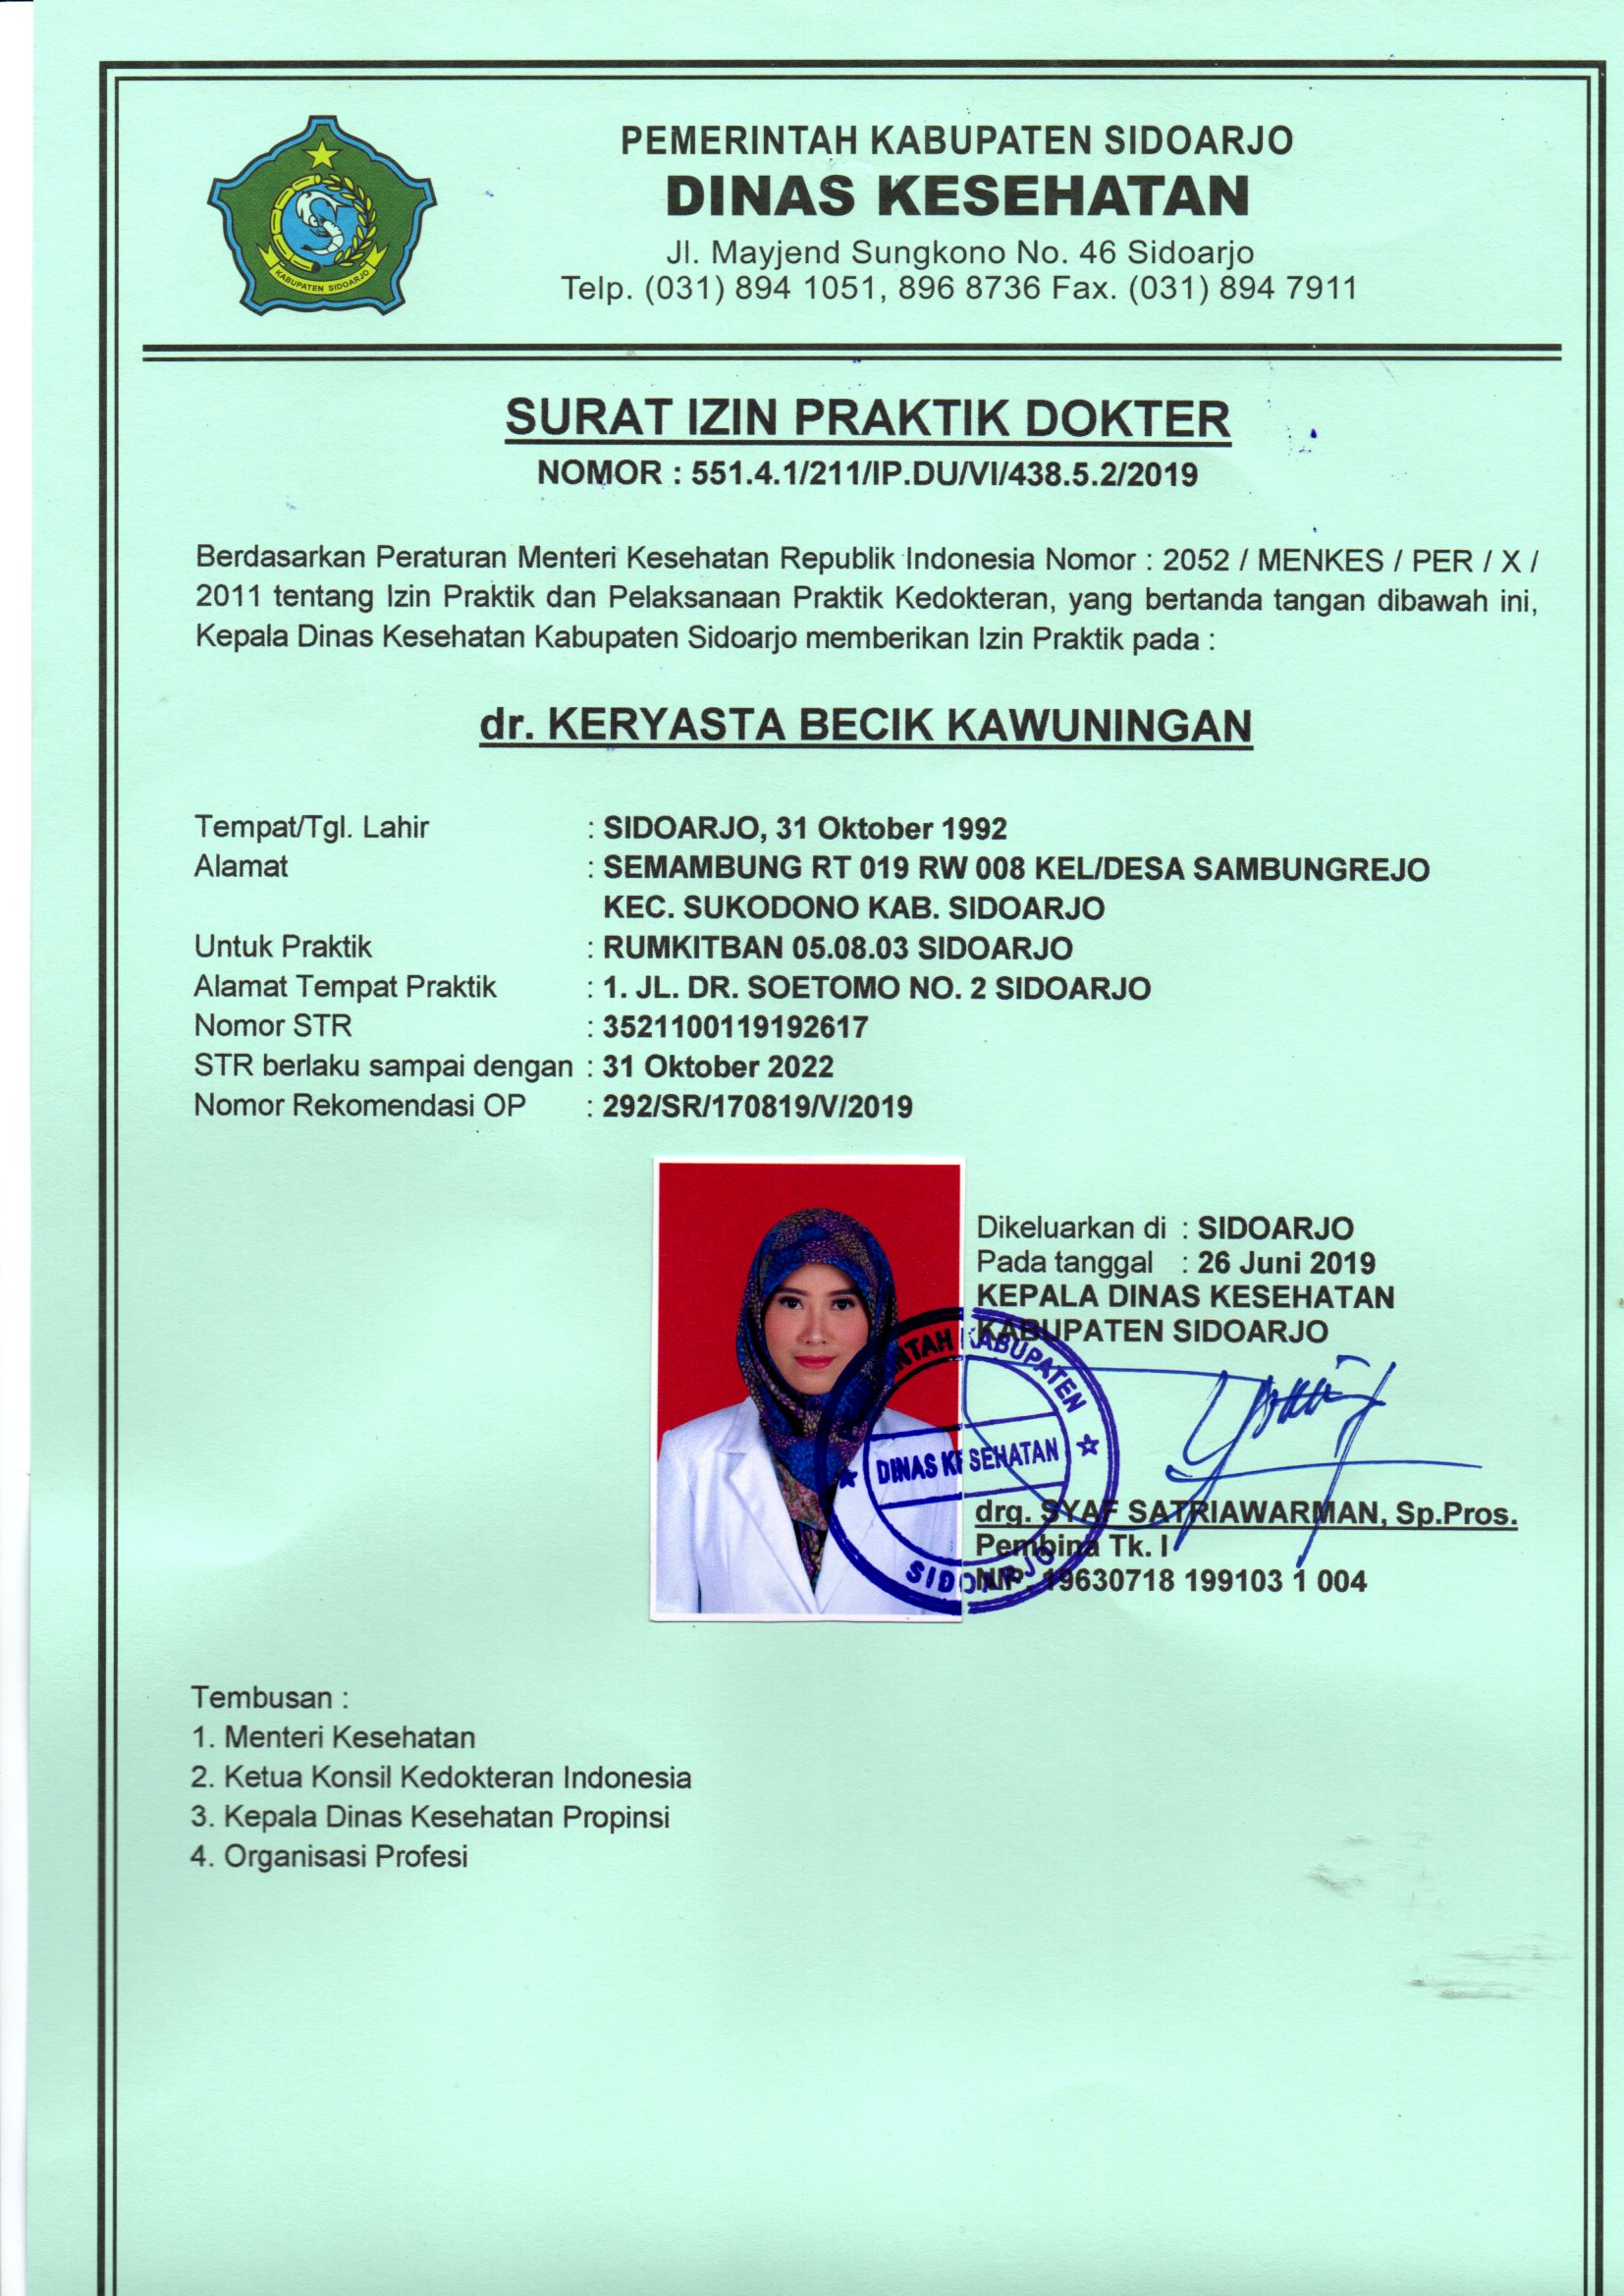 PEMERINTAH KABUPATEN SIDOARJO
DINAS KESEHATAN
Jl. Mayjend Sungkono No. 46 Sidoarjo
Telp. (031) 894 1051, 896 8736 Fax. (031) 894 7911
KABUPATEN SIDOARJO
SURAT IZIN PRAKTIK DOKTER
NOMOR : 551.4.1/211/IP.DU/VI/438.5.2/2019
Berdasarkan Peraturan Menteri Kesehatan Republik Indonesia Nomor : 2052 / MENKES / PER / X /
2011 tentang Izin Praktik dan Pelaksanaan Praktik Kedokteran, yang bertanda tangan dibawah ini,
Kepala Dinas Kesehatan Kabupaten Sidoarjo memberikan Izin Praktik pada :
dr. KERYASTA BECIK KAWUNINGAN
Tempat/Tgl. Lahir : SIDOARJO, 31 Oktober 1992
Alamat : SEMAMBUNG RT 019 RW 008 KEL/DESA SAMBUNGREJO
KEC. SUKODONO KAB. SIDOARJO
Untuk Praktik : RUMKITBAN 05.08.03 SIDOARJO
Alamat Tempat Praktik : 1. JL. DR. SOETOMO NO. 2 SIDOARJO
Nomor STR : 3521100119192617
STR berlaku sampai dengan : 31 Oktober 2022
Nomor Rekomendasi OP : 292/SR/170819/V/2019
Dikeluarkan di : SIDOARJO
Pada tanggal : 26 Juni 2019
KEPALA DINAS KESEHATAN
KABUPATEN SIDOARJO
NTAH KABUPATEN
DINAS KESEHATAN
SIDOARJO
drg. SYAF SATRIAWARMAN, Sp.Pros.
Pembina Tk. I
NIP. 19630718 199103 1 004
Tembusan :
1. Menteri Kesehatan
2. Ketua Konsil Kedokteran Indonesia
3. Kepala Dinas Kesehatan Propinsi
4. Organisasi Profesi